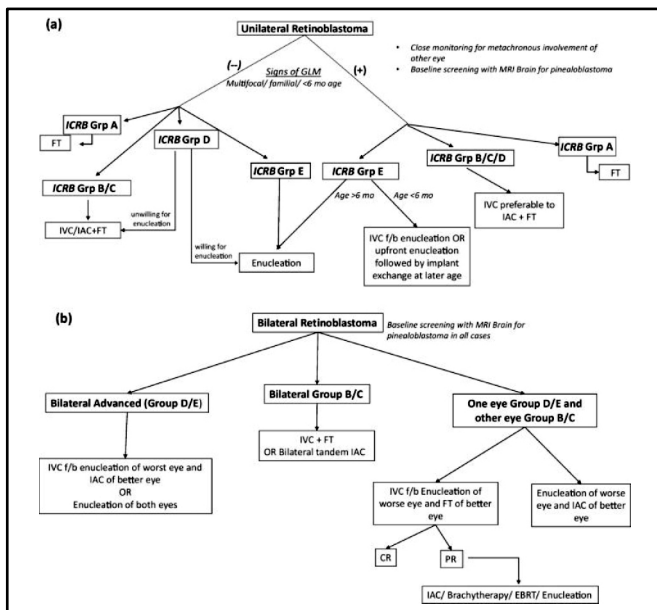 (a)
Unilateral Retinoblastoma
• Close monitoring for metachronous involvement of
other eye
• Baseline screening with MRI Brain for pinealoblastoma
(--)
Signs of GLM
Multifocal/ familial/ <6 mo age
(+)
ICRB Grp A
FT
ICRB Grp D
ICRB Grp E
ICRB Grp E
ICRB Grp B/C/D
ICRB Grp A
FT
ICRB Grp B/C
unwilling for
enucleation
IVC/IAC+FT
willing for
enucleation
Age >6 mo
Age <6 mo
Enucleation
IVC f/b enucleation OR
upfront enucleation
followed by implant
exchange at later age
IVC preferable to
IAC + FT
(b)
Bilateral Retinoblastoma
Baseline screening with MRI Brain for
pinealoblastoma in all cases
Bilateral Advanced (Group D/E)
IVC f/b enucleation of worst eye and
IAC of better eye
OR
Enucleation of both eyes
Bilateral Group B/C
IVC + FT
OR Bilateral tandem IAC
One eye Group D/E and
other eye Group B/C
IVC f/b Enucleation of
worse eye and FT of better
eye
Enucleation of worse
eye and IAC of better
eye
CR
PR
IAC/ Brachytherapy/ EBRT/ Enucleation